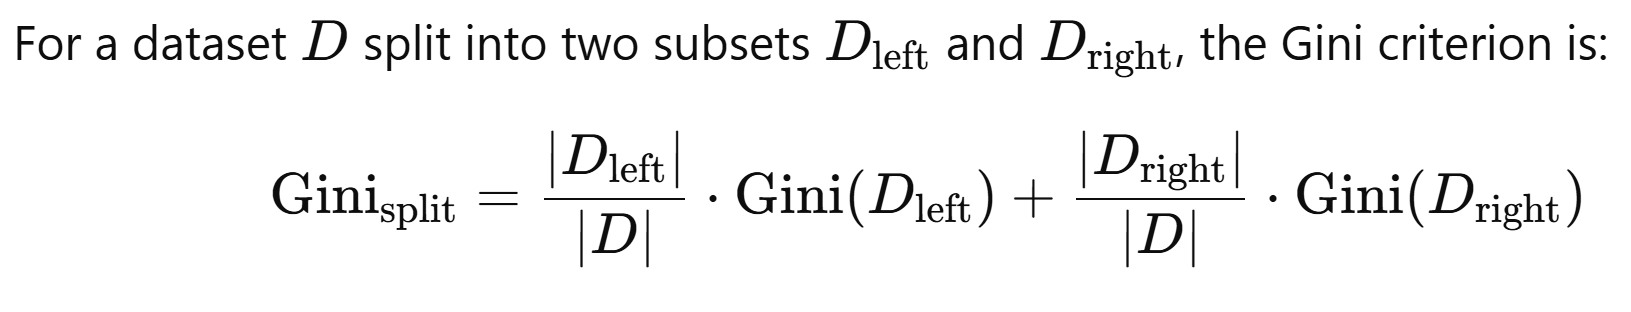 For a dataset D split into two subsets D_left and D_right, the Gini criterion is:
Gini_split = |D_left| / |D| · Gini(D_left) + |D_right| / |D| · Gini(D_right)